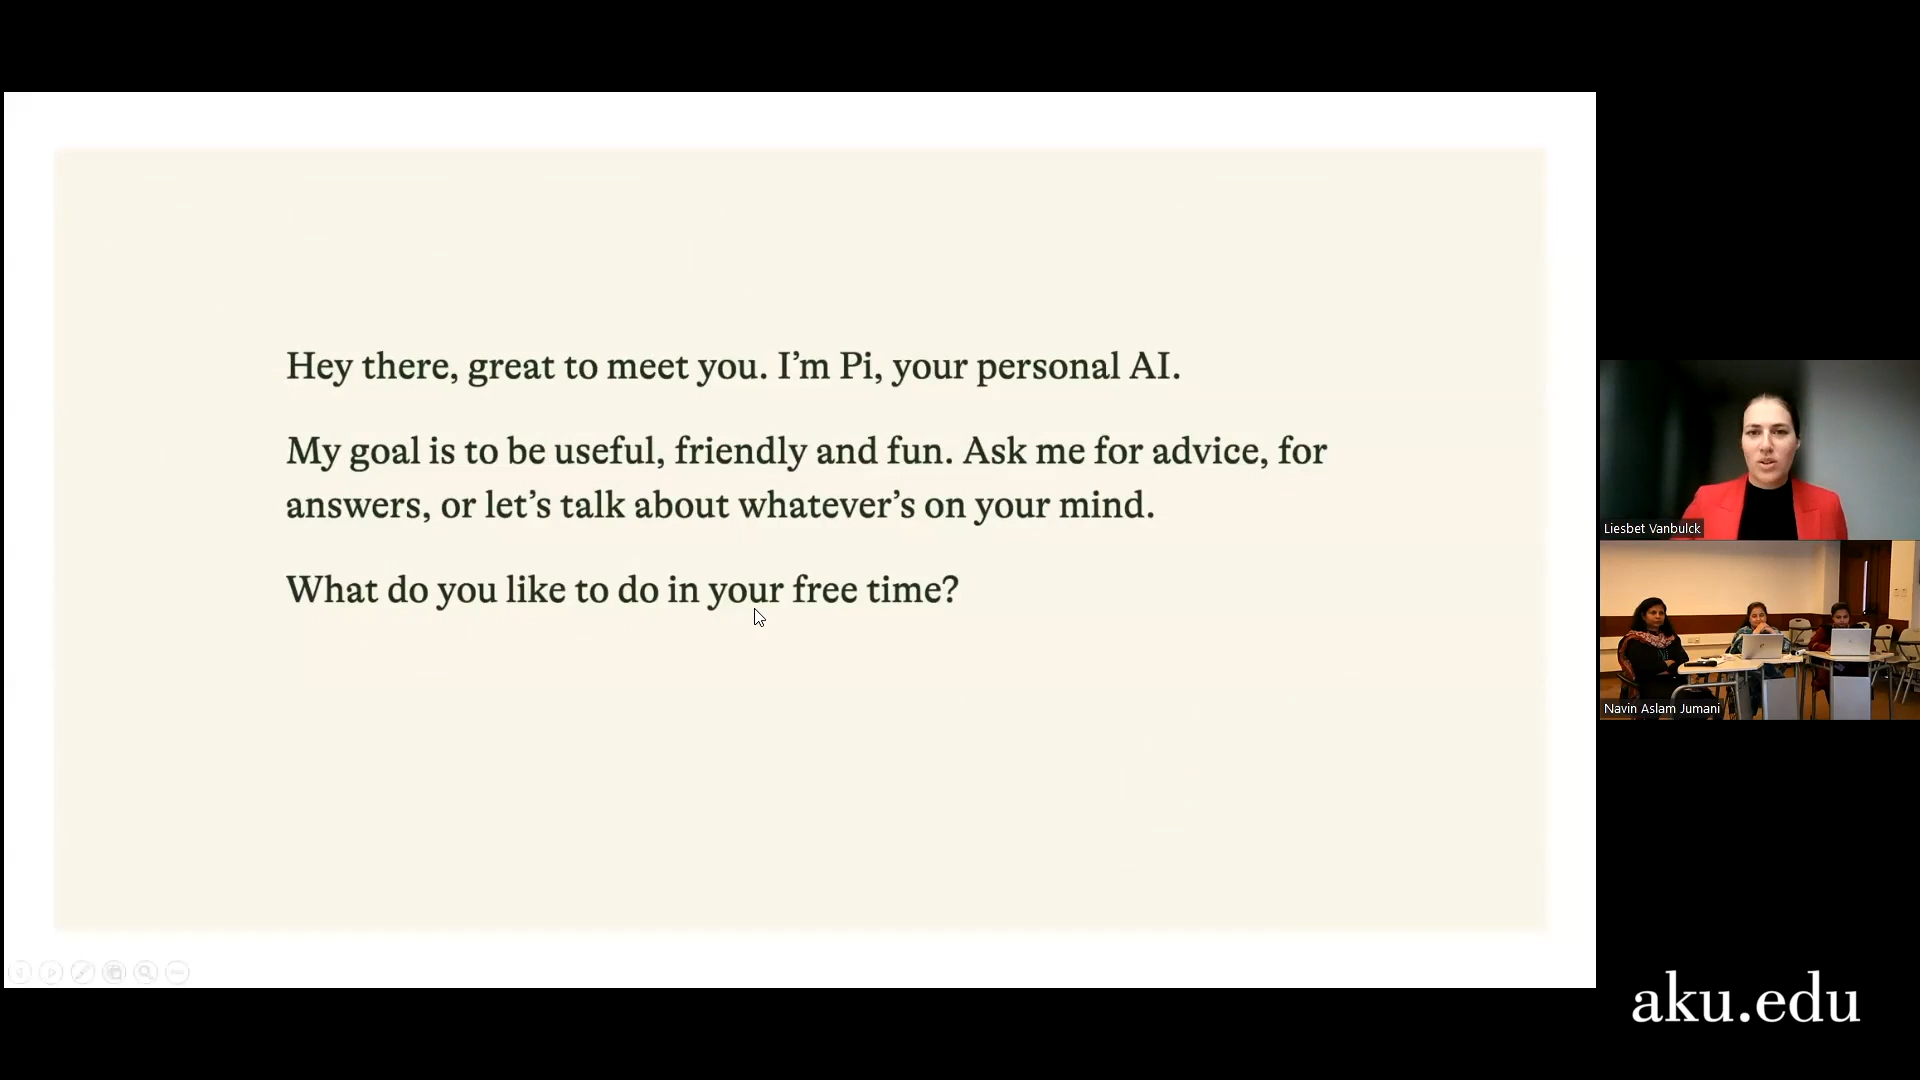 Hey there, great to meet you. I’m Pi, your personal AI.
My goal is to be useful, friendly and fun. Ask me for advice, for
answers, or let’s talk about whatever’s on your mind.
What do you like to do in your free time?
Liesbet Vanbulck
Navin Aslam Jumani
aku.edu